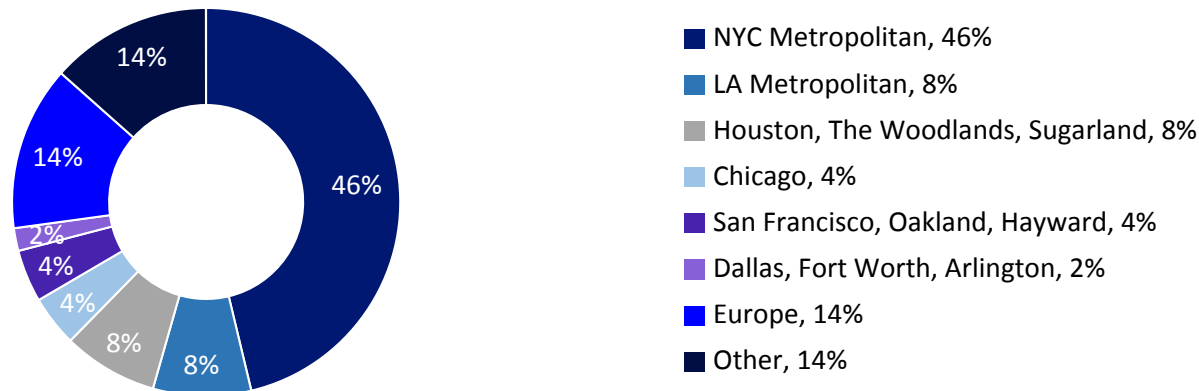 14%
46%
14%
2%
4%
4%
8%
8%
NYC Metropolitan, 46%
LA Metropolitan, 8%
Houston, The Woodlands, Sugarland, 8%
Chicago, 4%
San Francisco, Oakland, Hayward, 4%
Dallas, Fort Worth, Arlington, 2%
Europe, 14%
Other, 14%